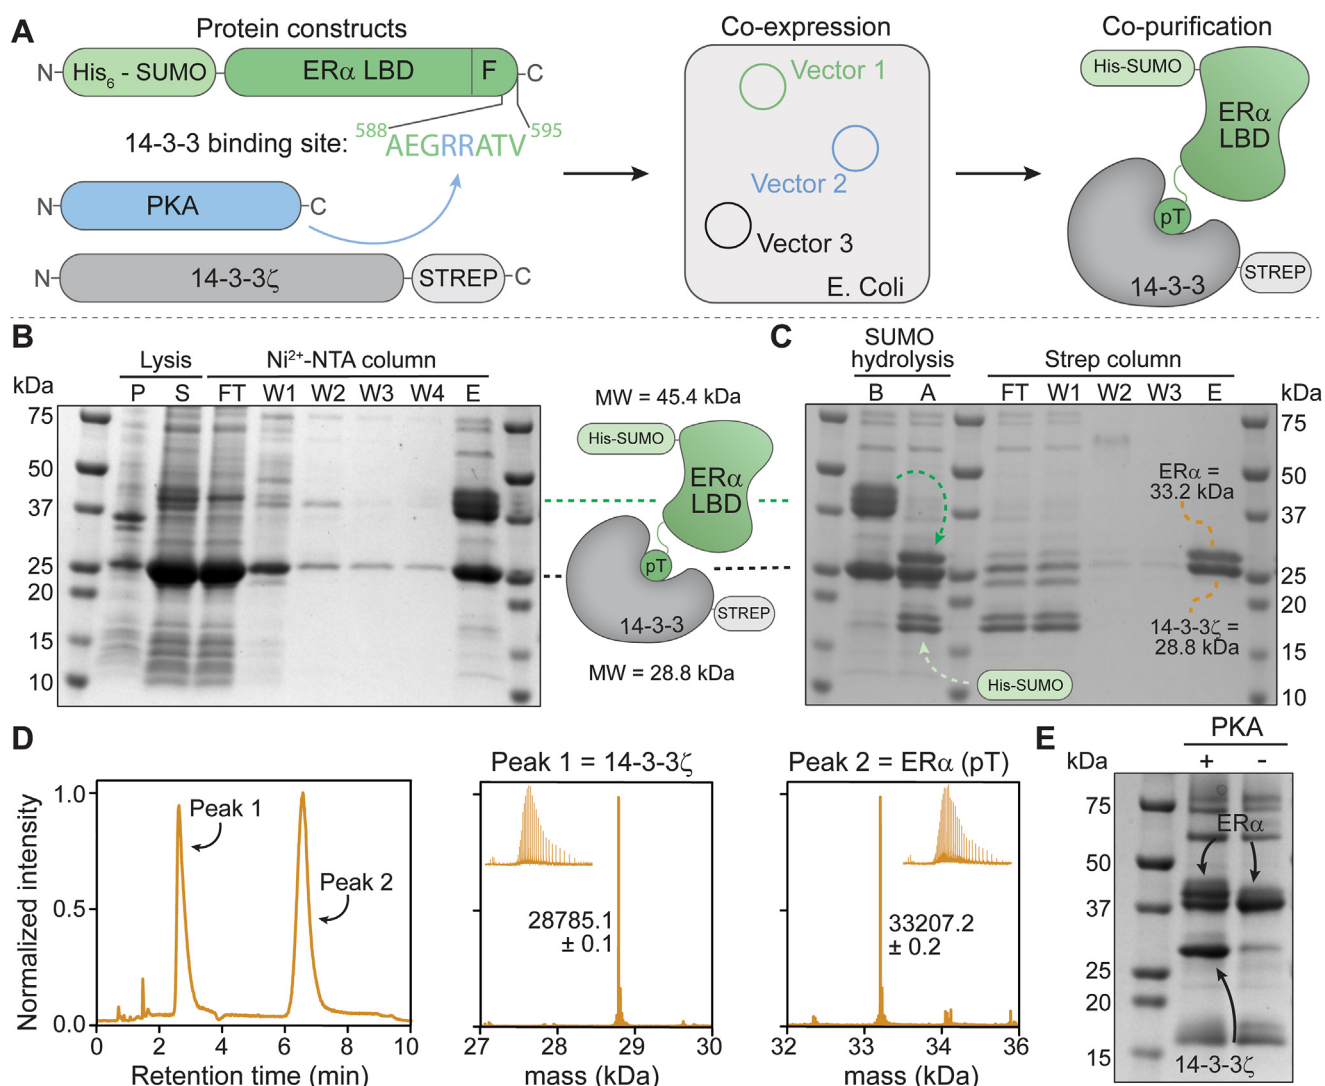 A
Protein constructs
Co-expression
Co-purification
N-
His6 - SUMO
ERα LBD
F
-C
14-3-3 binding site:
588
AEGRRATV
595
N-
PKA
-C
N-
14-3-3ζ
STREP
-C
Vector 1
Vector 2
Vector 3
E. Coli
His-SUMO
ERα
LBD
pT
14-3-3
STREP
B
Lysis
Ni2+-NTA column
kDa
P S FT W1 W2 W3 W4 E
75
50
37
25
20
15
10
MW = 45.4 kDa
His-SUMO
ERα
LBD
pT
14-3-3
STREP
MW = 28.8 kDa
C
SUMO
hydrolysis
Strep column
B A FT W1 W2 W3 E
kDa
75
50
37
25
20
15
10
ERα =
33.2 kDa
14-3-3ζ =
28.8 kDa
His-SUMO
D
Normalized intensity
1.0
0.5
0.0
Peak 1
Peak 2
0 2 4 6 8 10
Retention time (min)
Peak 1 = 14-3-3ζ
28785.1
± 0.1
27 28 29 30
mass (kDa)
Peak 2 = ERα (pT)
33207.2
± 0.2
32 33 34 35 36
mass (kDa)
E
PKA
kDa
+ -
75
50
37
25
20
15
ERα
14-3-3ζ